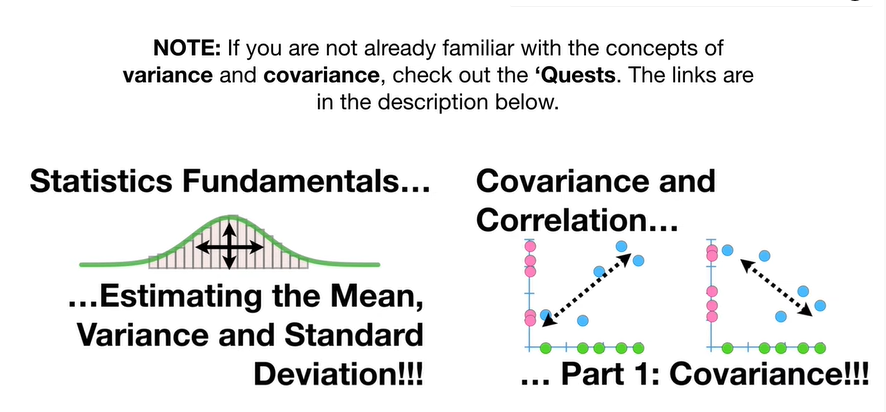 NOTE: If you are not already familiar with the concepts of
variance and covariance, check out the ‘Quests. The links are
in the description below.
Statistics Fundamentals…
…Estimating the Mean,
Variance and Standard
Deviation!!!
Covariance and
Correlation…
… Part 1: Covariance!!!